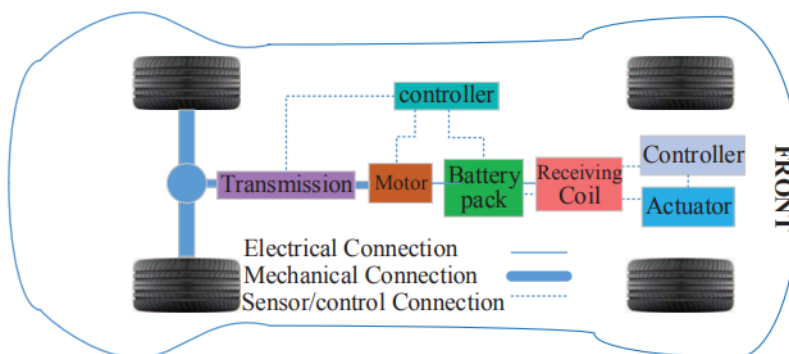 controller
Transmission
Motor
Battery
pack
Receiving
Coil
Controller
Actuator
FRONT
Electrical Connection
Mechanical Connection
Sensor/control Connection